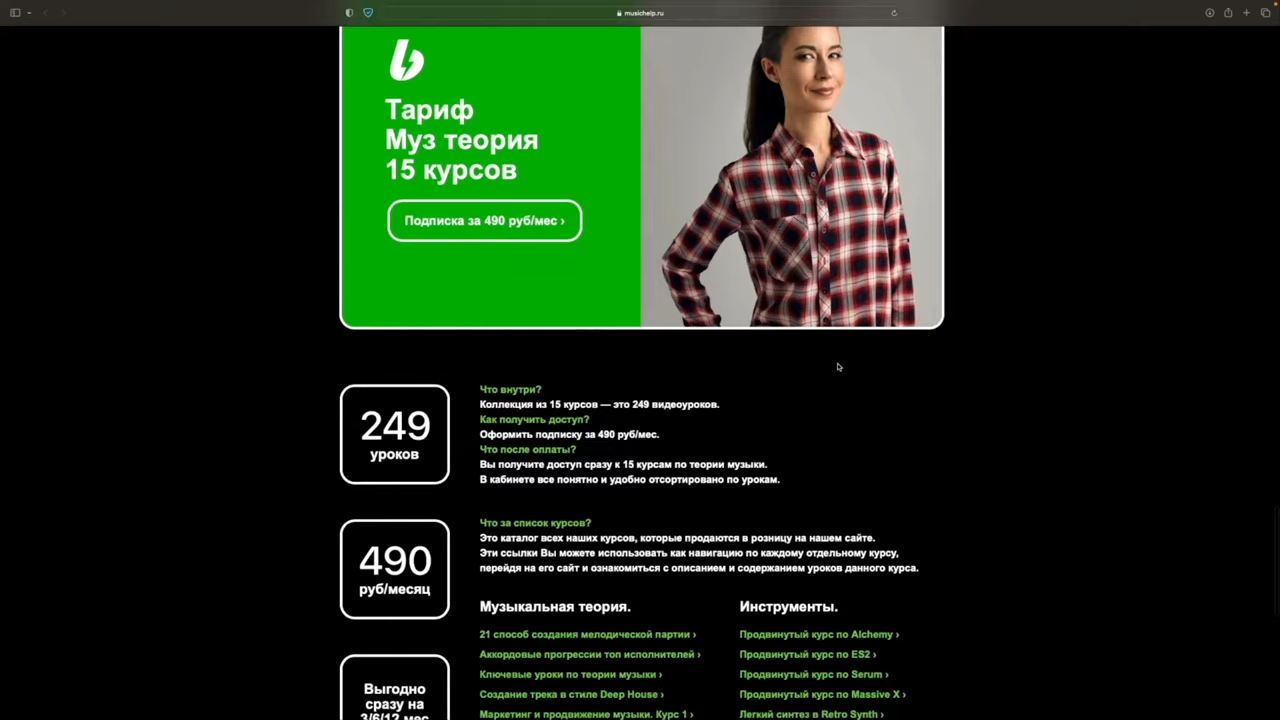 musichelp.ru
Тариф
Муз теория
15 курсов
Подписка за 490 руб/мес ›
249
уроков
Что внутри?
Коллекция из 15 курсов — это 249 видеоуроков.
Как получить доступ?
Оформить подписку за 490 руб/мес.
Что после оплаты?
Вы получите доступ сразу к 15 курсам по теории музыки.
В кабинете все понятно и удобно отсортировано по урокам.
490
руб/месяц
Что за список курсов?
Это каталог всех наших курсов, которые продаются в розницу на нашем сайте.
Эти ссылки Вы можете использовать как навигацию по каждому отдельному курсу,
перейдя на его сайт и ознакомиться с описанием и содержанием уроков данного курса.
Музыкальная теория.
21 способ создания мелодической партии ›
Аккордовые прогрессии топ исполнителей ›
Ключевые уроки по теории музыки ›
Создание трека в стиле Deep House ›
Маркетинг и продвижение музыки. Курс 1 ›
Инструменты.
Продвинутый курс по Alchemy ›
Продвинутый курс по ES2 ›
Продвинутый курс по Serum ›
Продвинутый курс по Massive X ›
Легкий синтез в Retro Synth ›
Выгодно
сразу на
3/6/12 мес